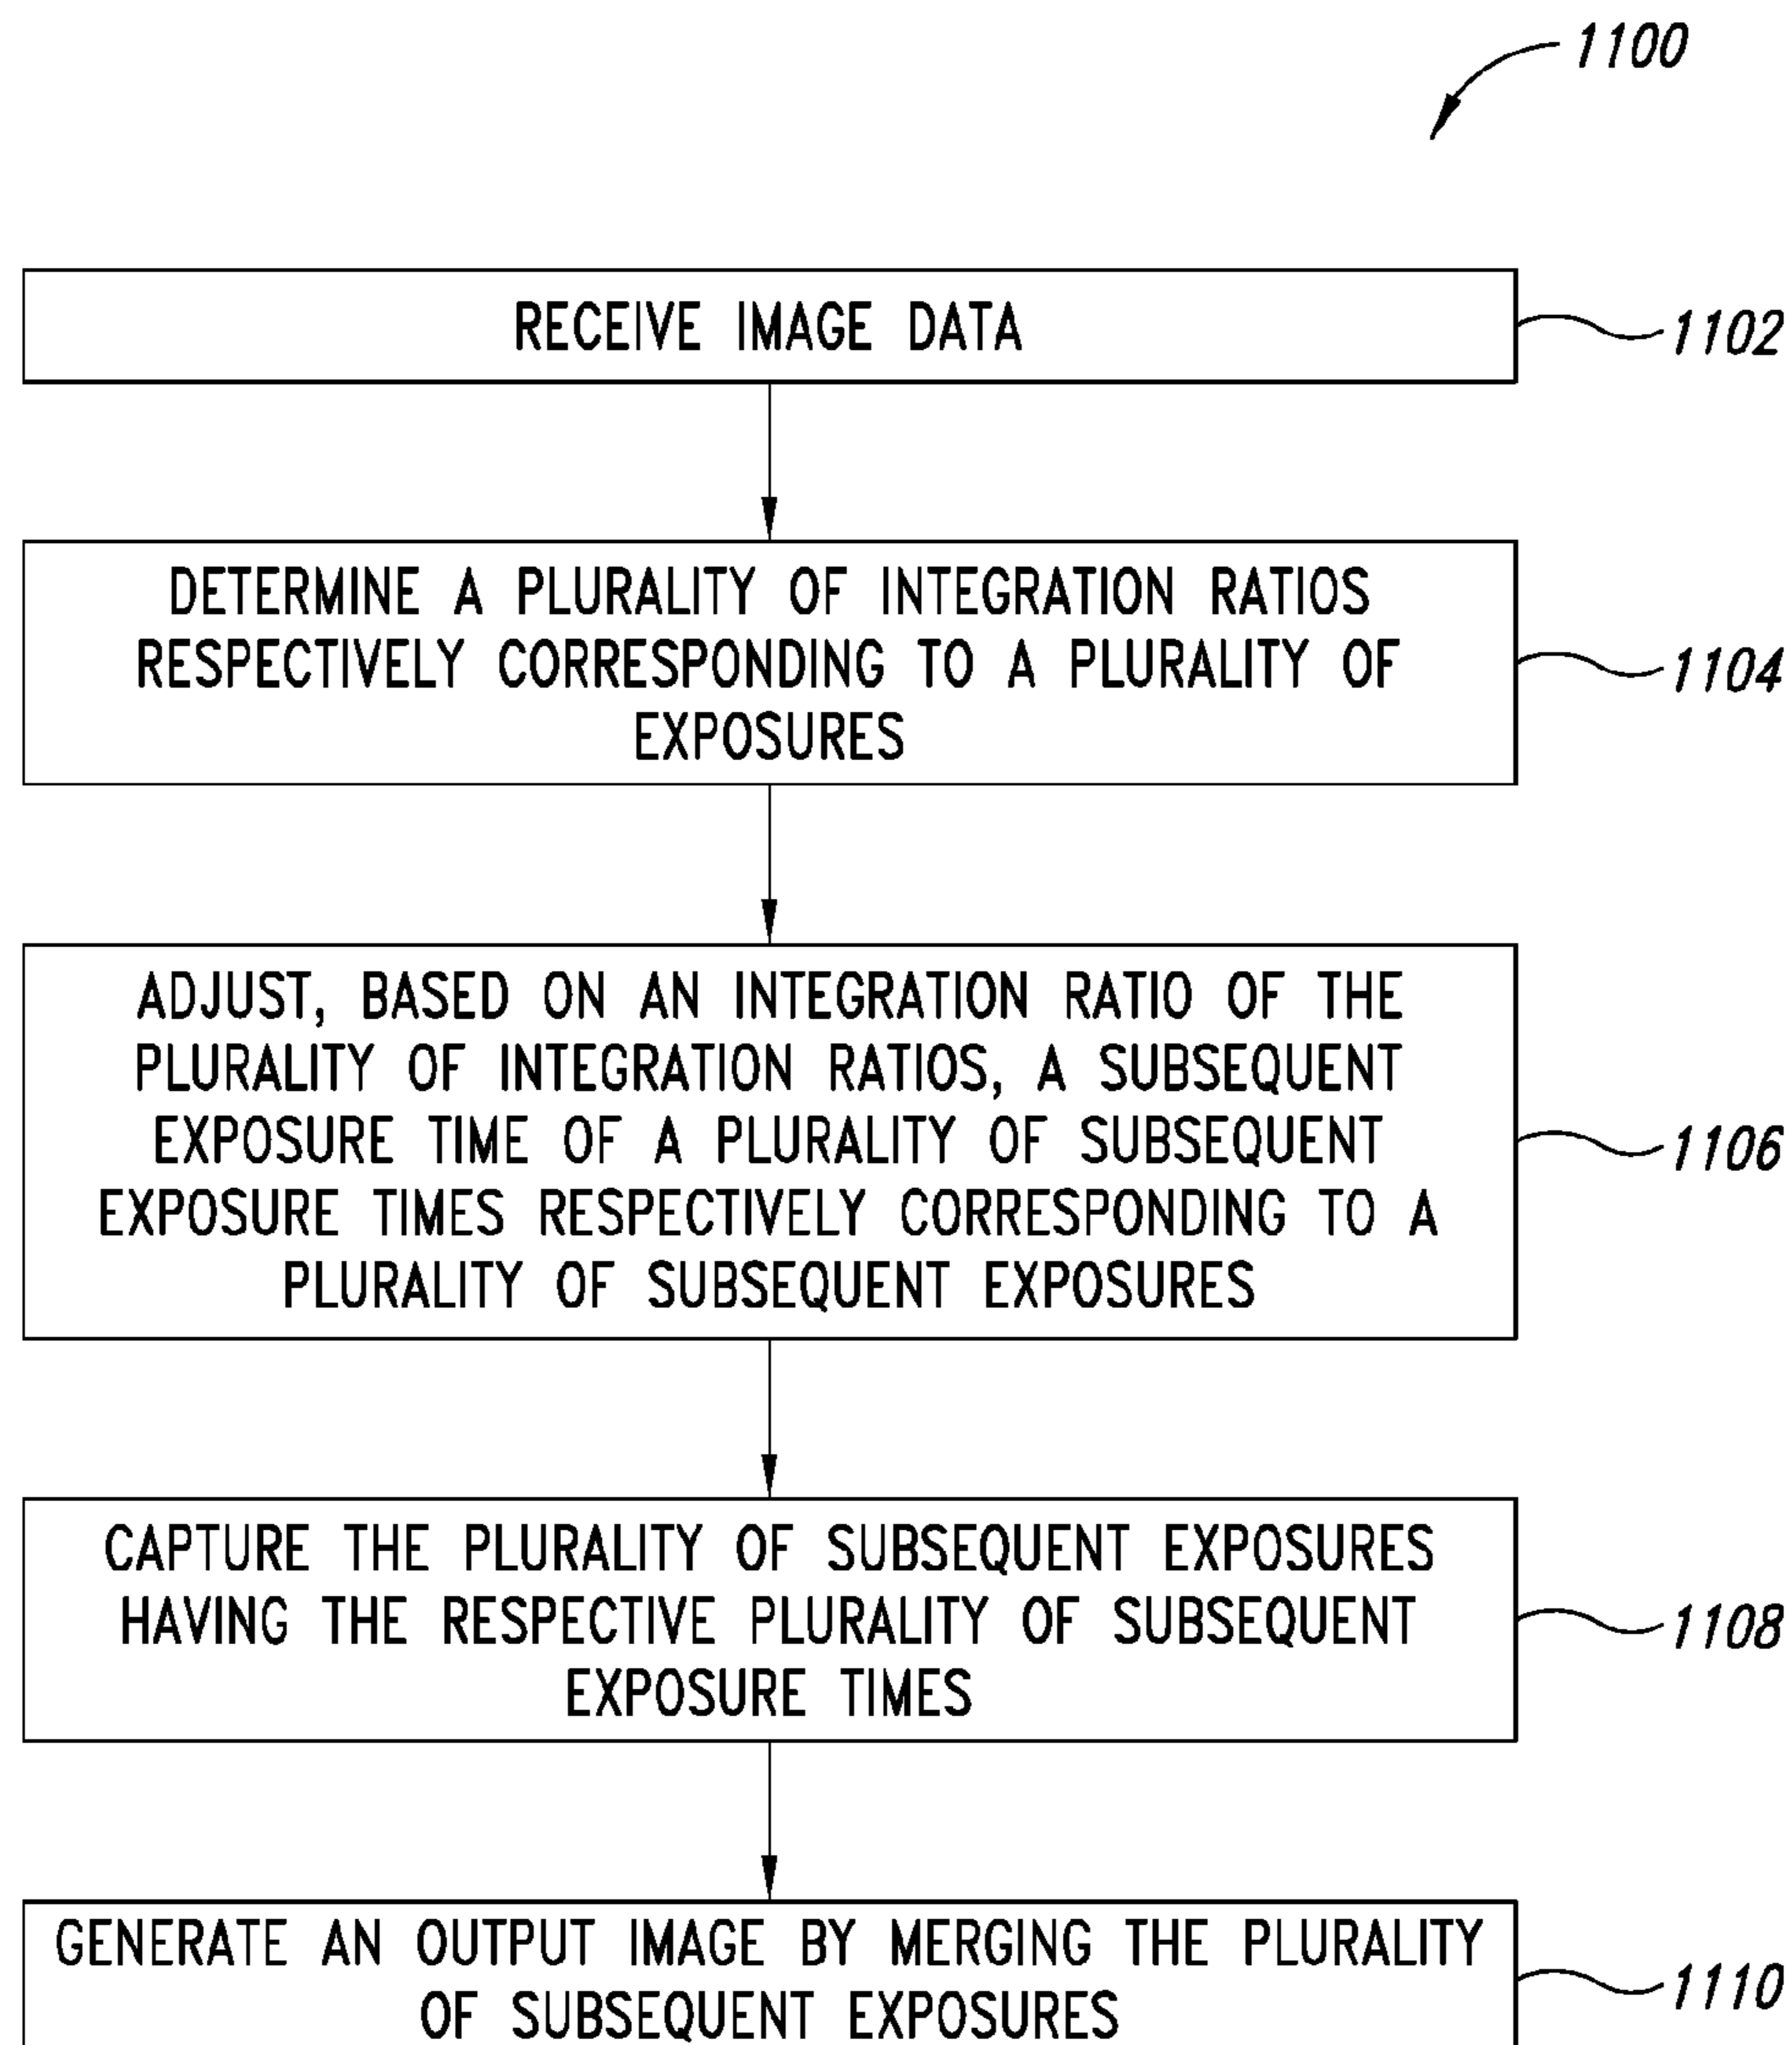 1100
RECEIVE IMAGE DATA
1102
DETERMINE A PLURALITY OF INTEGRATION RATIOS
RESPECTIVELY CORRESPONDING TO A PLURALITY OF
EXPOSURES
1104
ADJUST, BASED ON AN INTEGRATION RATIO OF THE
PLURALITY OF INTEGRATION RATIOS, A SUBSEQUENT
EXPOSURE TIME OF A PLURALITY OF SUBSEQUENT
EXPOSURE TIMES RESPECTIVELY CORRESPONDING TO A
PLURALITY OF SUBSEQUENT EXPOSURES
1106
CAPTURE THE PLURALITY OF SUBSEQUENT EXPOSURES
HAVING THE RESPECTIVE PLURALITY OF SUBSEQUENT
EXPOSURE TIMES
1108
GENERATE AN OUTPUT IMAGE BY MERGING THE PLURALITY
OF SUBSEQUENT EXPOSURES
1110